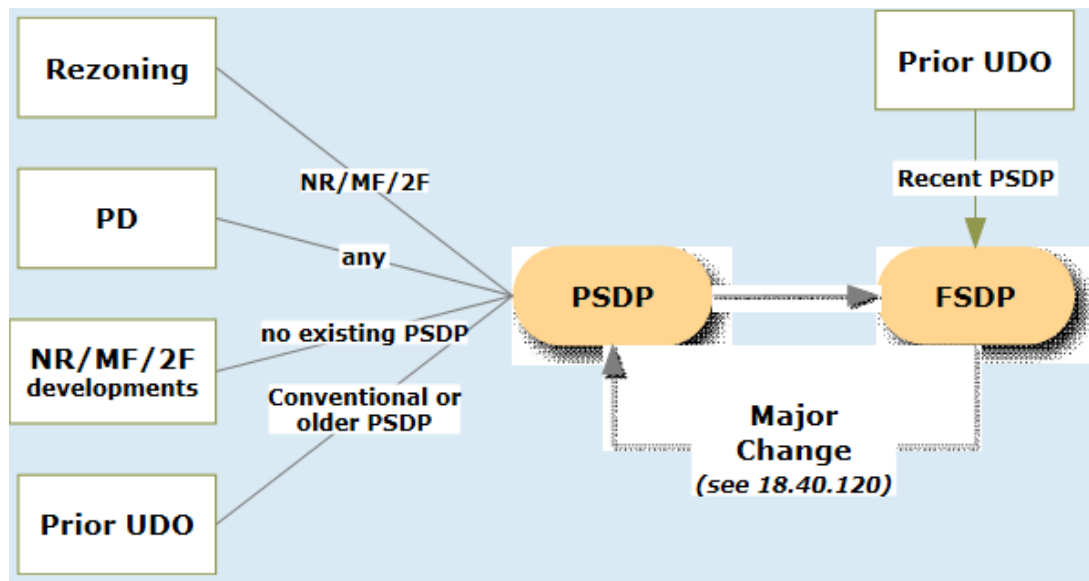 Rezoning
Prior UDO
NR/MF/2F
Recent PSDP
PD
any
PSDP
FSDP
no existing PSDP
NR/MF/2F
developments
Conventional or
older PSDP
Major
Change
(see 18.40.120)
Prior UDO